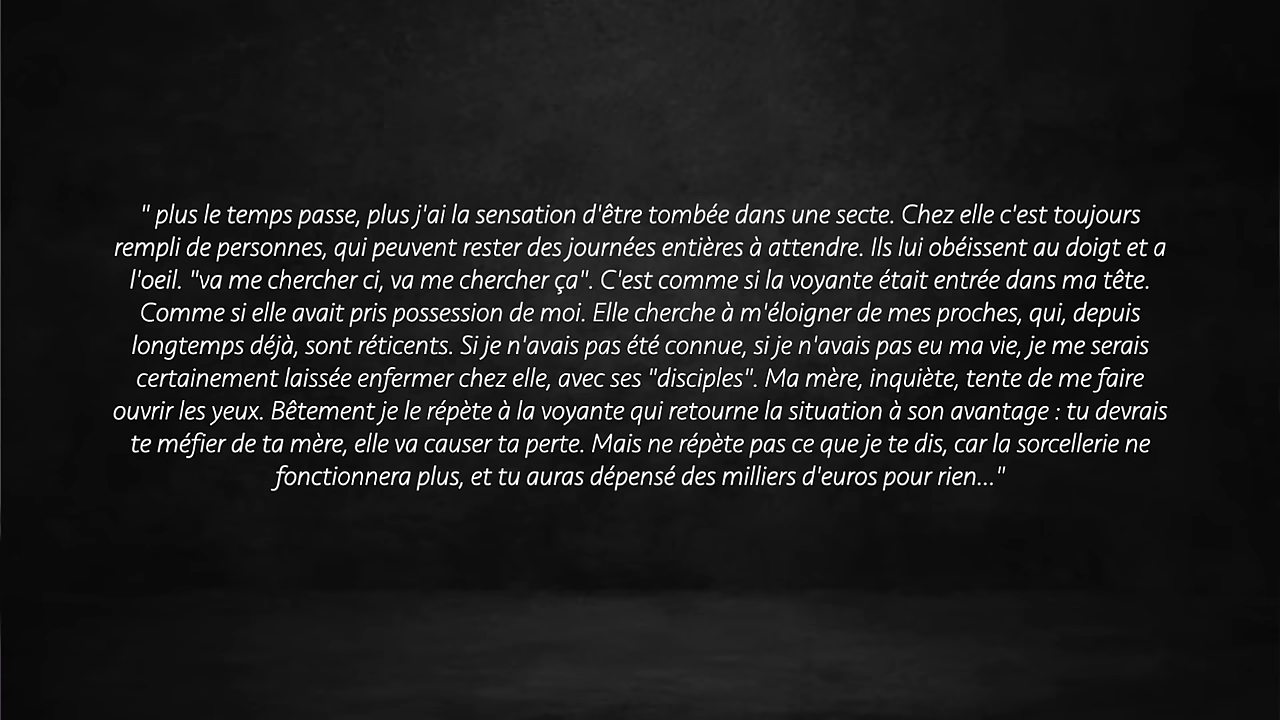 " plus le temps passe, plus j'ai la sensation d'être tombée dans une secte. Chez elle c'est toujours
rempli de personnes, qui peuvent rester des journées entières à attendre. Ils lui obéissent au doigt et a
l'oeil. "va me chercher ci, va me chercher ça". C'est comme si la voyante était entrée dans ma tête.
Comme si elle avait pris possession de moi. Elle cherche à m'éloigner de mes proches, qui, depuis
longtemps déjà, sont réticents. Si je n'avais pas été connue, si je n'avais pas eu ma vie, je me serais
certainement laissée enfermer chez elle, avec ses "disciples". Ma mère, inquiète, tente de me faire
ouvrir les yeux. Bêtement je le répète à la voyante qui retourne la situation à son avantage : tu devrais
te méfier de ta mère, elle va causer ta perte. Mais ne répète pas ce que je te dis, car la sorcellerie ne
fonctionnera plus, et tu auras dépensé des milliers d'euros pour rien..."